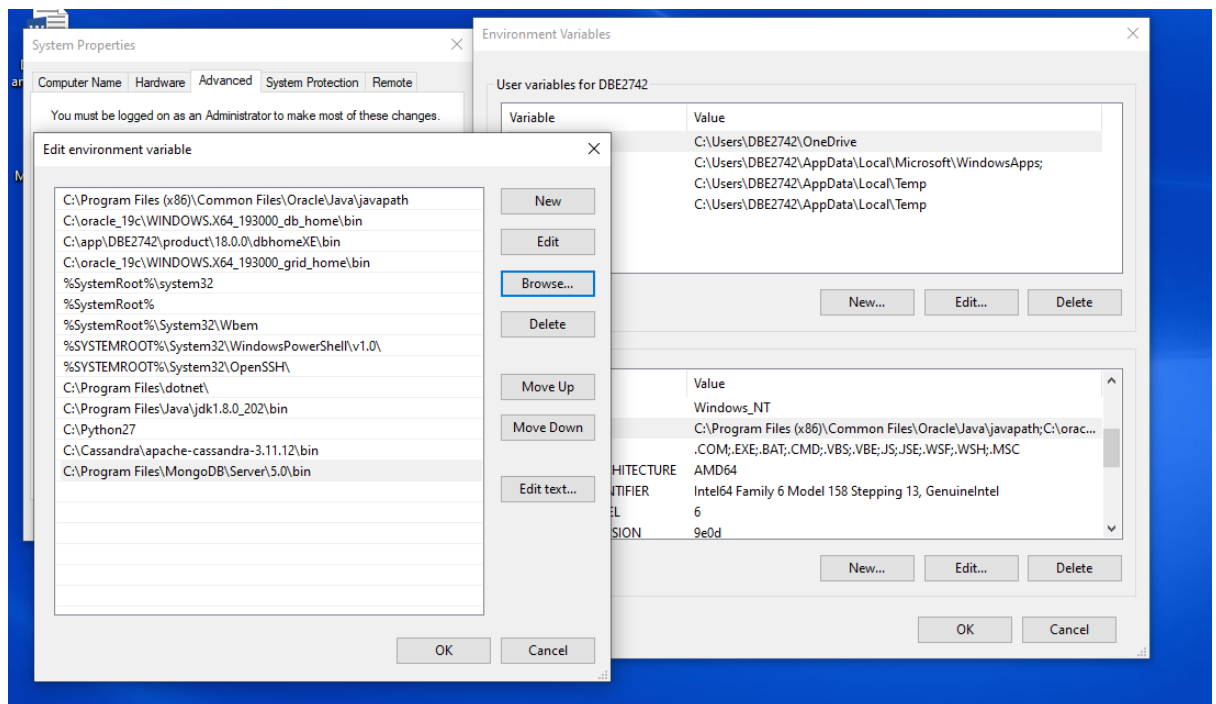 System Properties
Computer Name Hardware Advanced System Protection Remote
You must be logged on as an Administrator to make most of these changes.
Edit environment variable
C:\Program Files (x86)\Common Files\Oracle\Java\javapath
C:\oracle_19c\WINDOWS.X64_193000_db_home\bin
C:\app\DBE2742\product\18.0.0\dbhomeXE\bin
C:\oracle_19c\WINDOWS.X64_193000_grid_home\bin
%SystemRoot%\system32
%SystemRoot%
%SystemRoot%\System32\Wbem
%SYSTEMROOT%\System32\WindowsPowerShell\v1.0\
%SYSTEMROOT%\System32\OpenSSH\
C:\Program Files\dotnet\
C:\Program Files\Java\jdk1.8.0_202\bin
C:\Python27
C:\Cassandra\apache-cassandra-3.11.12\bin
C:\Program Files\MongoDB\Server\5.0\bin
New
Edit
Browse...
Delete
Move Up
Move Down
Edit text...
OK Cancel
Environment Variables
User variables for DBE2742
Variable Value
C:\Users\DBE2742\OneDrive
C:\Users\DBE2742\AppData\Local\Microsoft\WindowsApps;
C:\Users\DBE2742\AppData\Local\Temp
C:\Users\DBE2742\AppData\Local\Temp
New... Edit... Delete
Value
Windows_NT
C:\Program Files (x86)\Common Files\Oracle\Java\javapath;C:\orac...
.COM;.EXE;.BAT;.CMD;.VBS;.VBE;.JS;.JSE;.WSF;.WSH;.MSC
HITECTURE AMD64
NTIFIER Intel64 Family 6 Model 158 Stepping 13, GenuineIntel
EL 6
SION 9e0d
New... Edit... Delete
OK Cancel